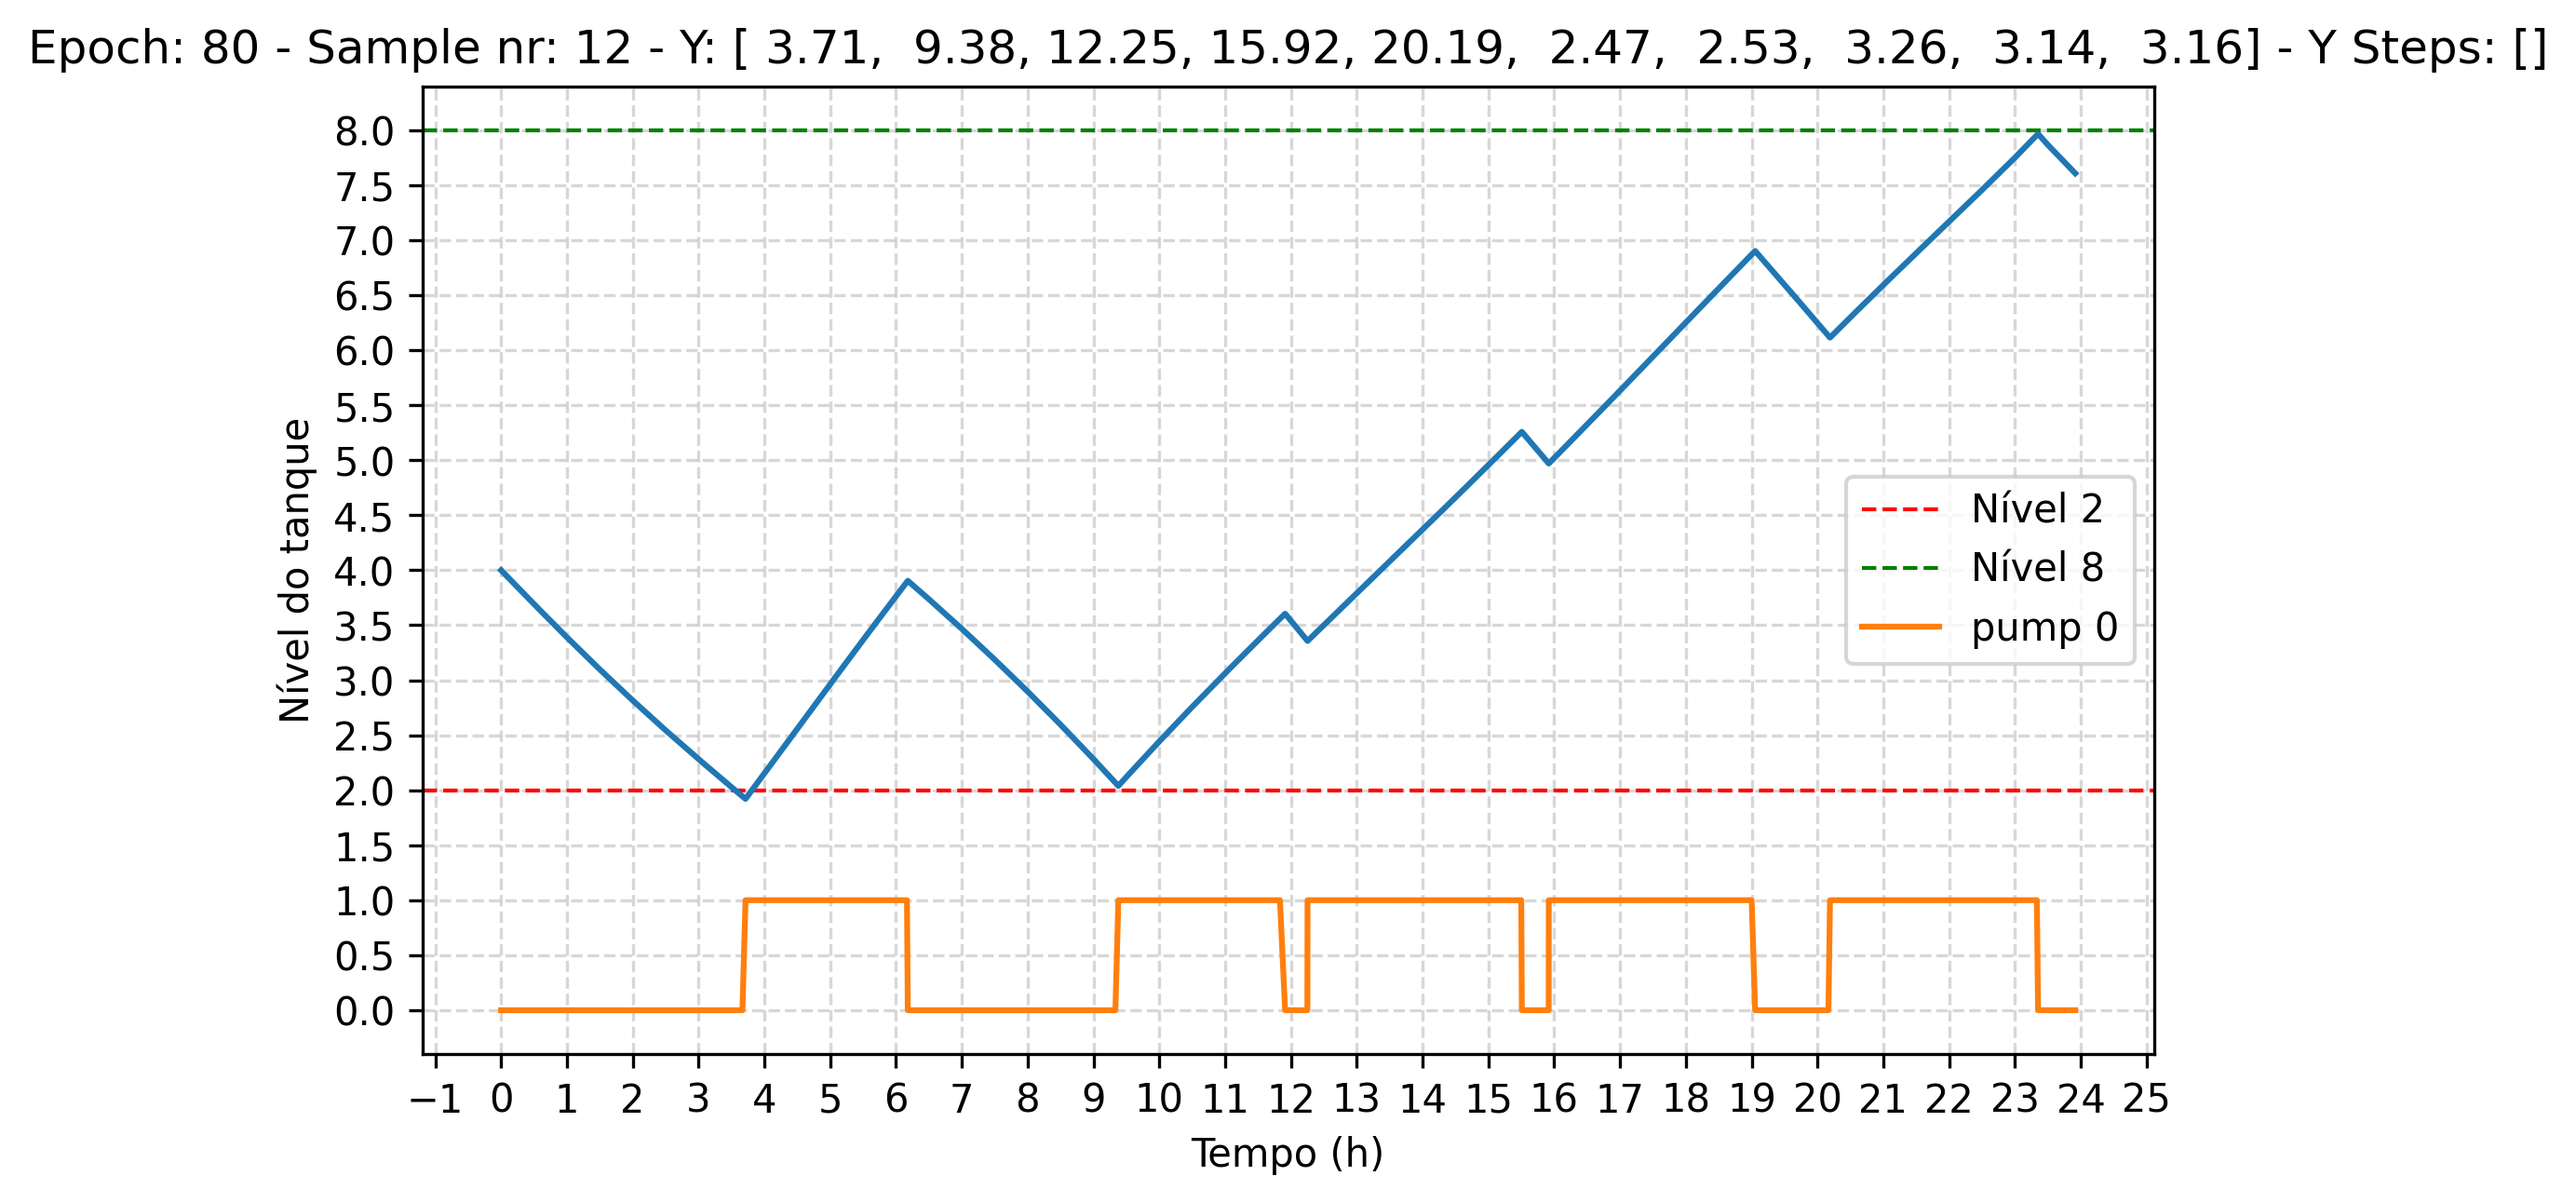 Epoch: 80 - Sample nr: 12 - Y: [ 3.71,  9.38, 12.25, 15.92, 20.19,  2.47,  2.53,  3.26,  3.14,  3.16] - Y Steps: []
Nível do tanque
8.0
7.5
7.0
6.5
6.0
5.5
5.0
4.5
4.0
3.5
3.0
2.5
2.0
1.5
1.0
0.5
0.0
Nível 2
Nível 8
pump 0
−1 0 1 2 3 4 5 6 7 8 9 10 11 12 13 14 15 16 17 18 19 20 21 22 23 24 25
Tempo (h)